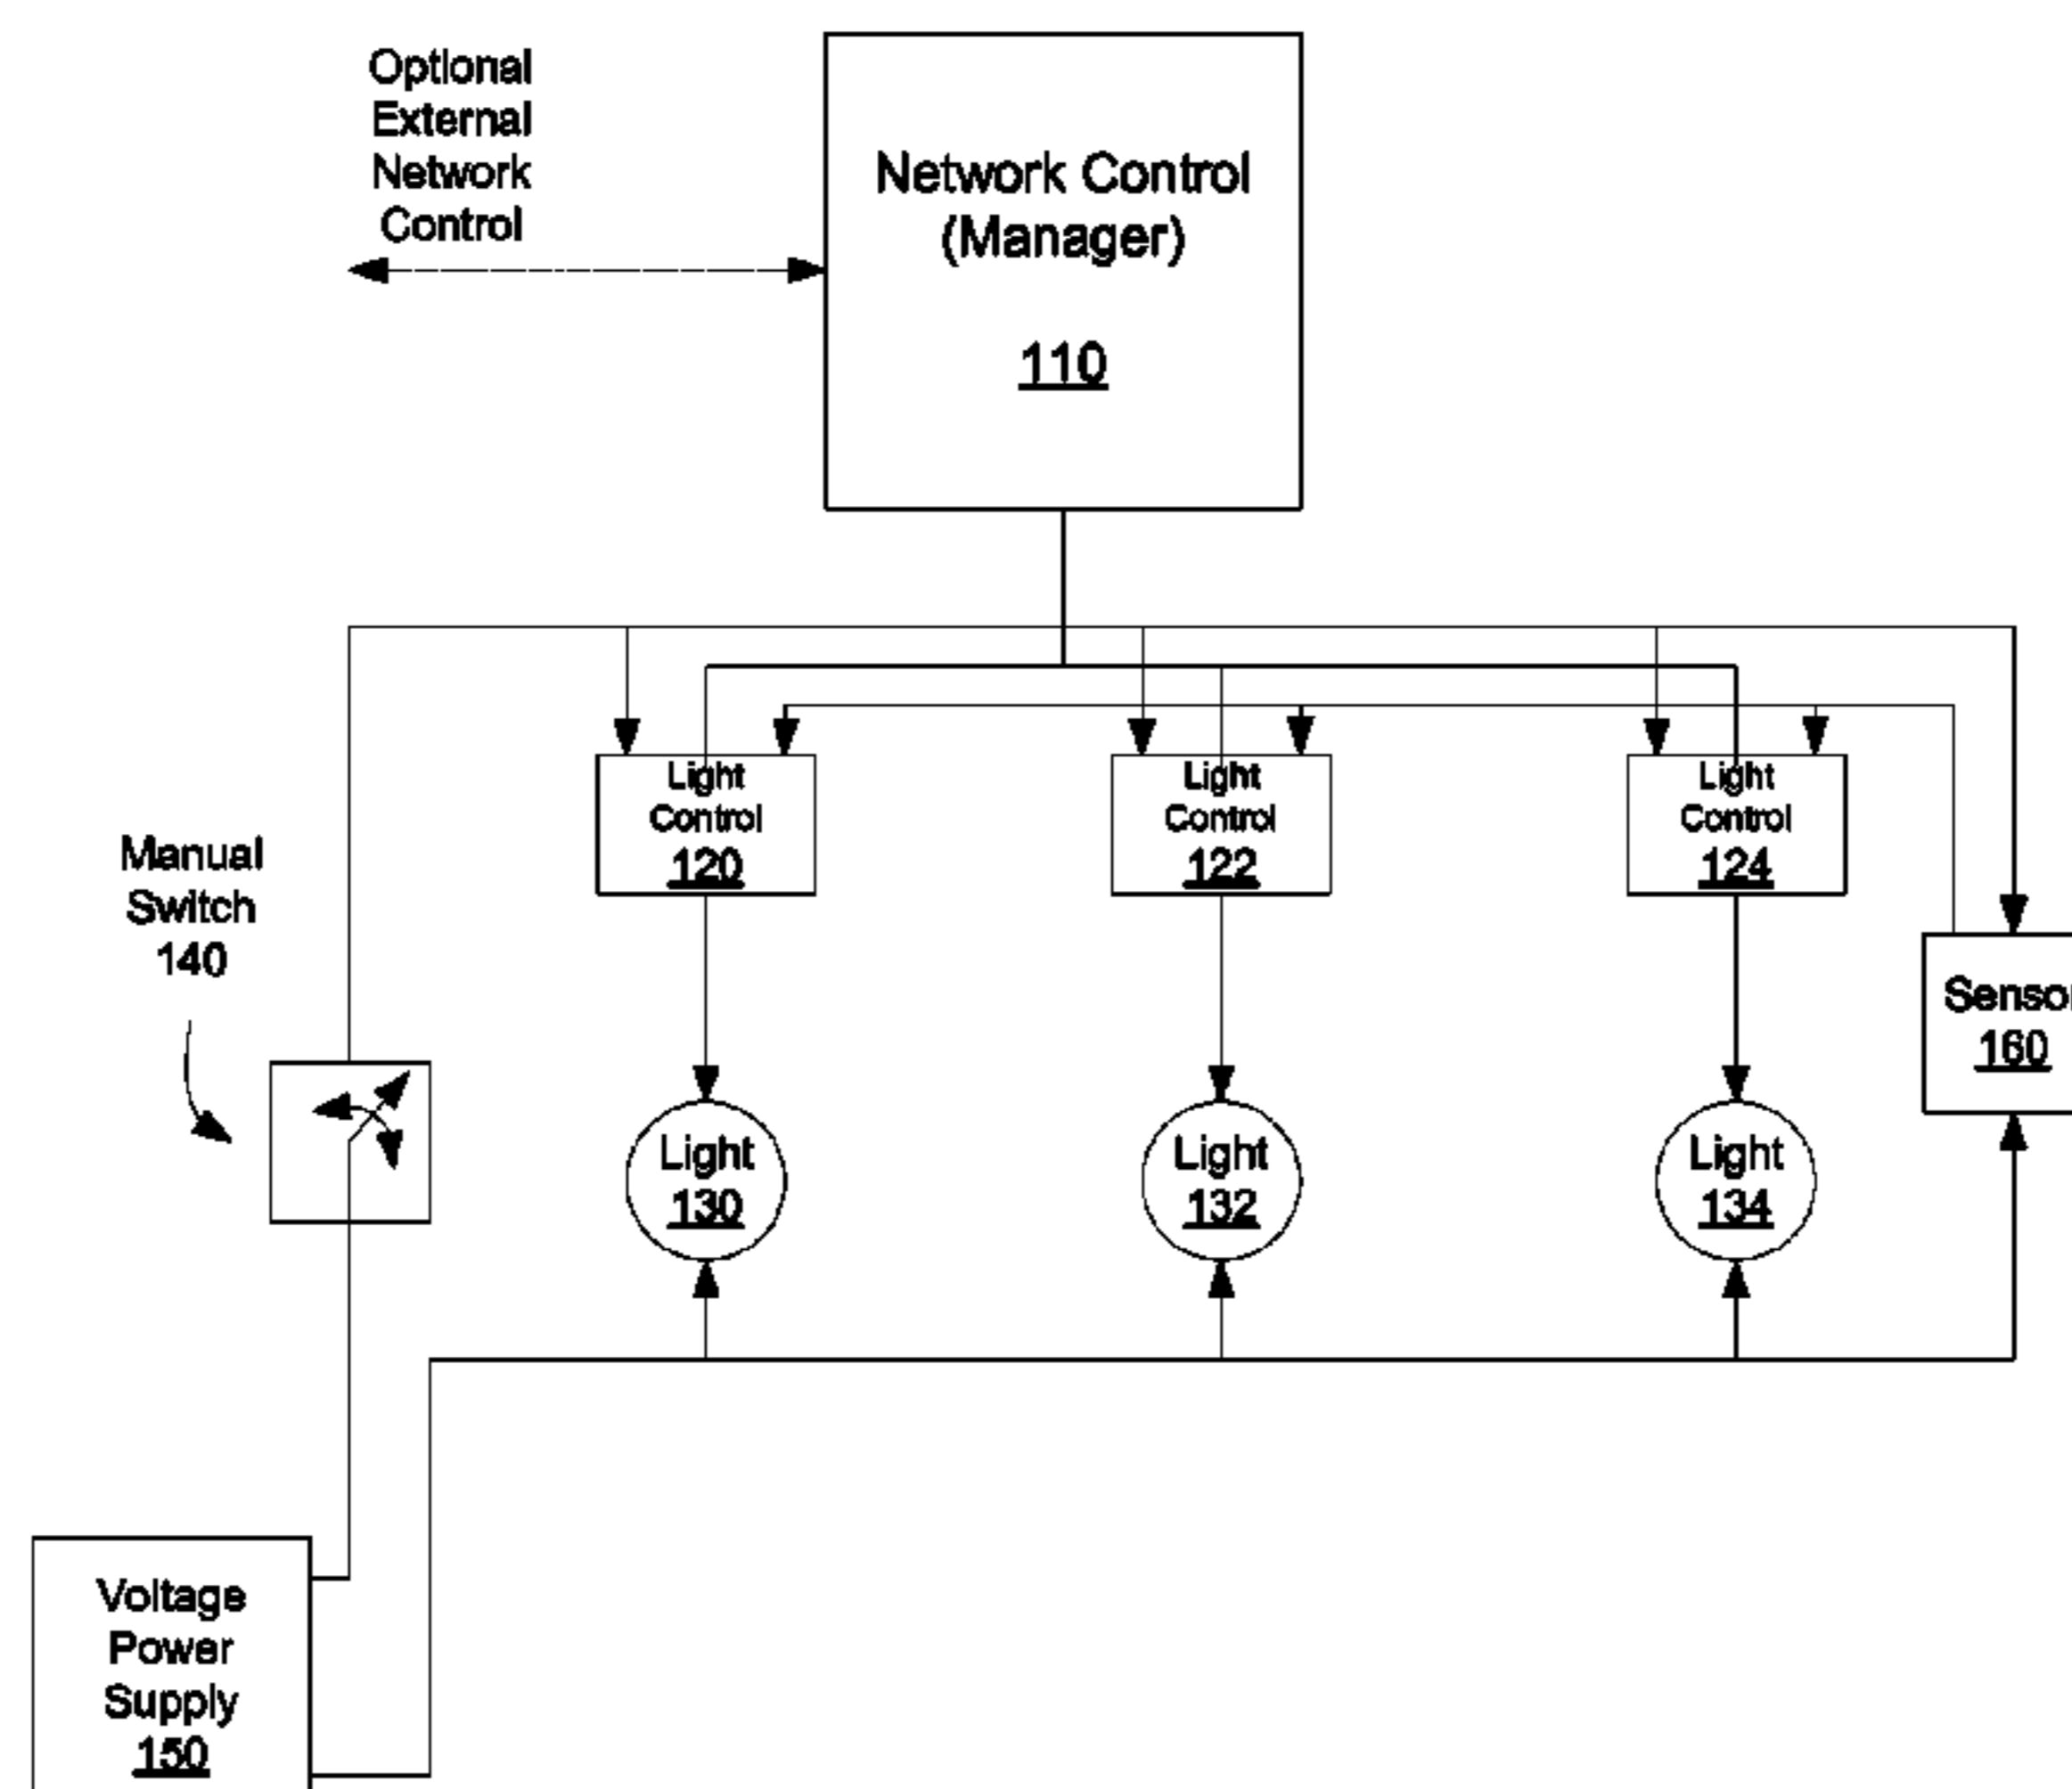 Optional
External
Network
Control
Network Control
(Manager)
110
Light
Control
120
Light
Control
122
Light
Control
124
Manual
Switch
140
Sensor
160
Light
130
Light
132
Light
134
Voltage
Power
Supply
150